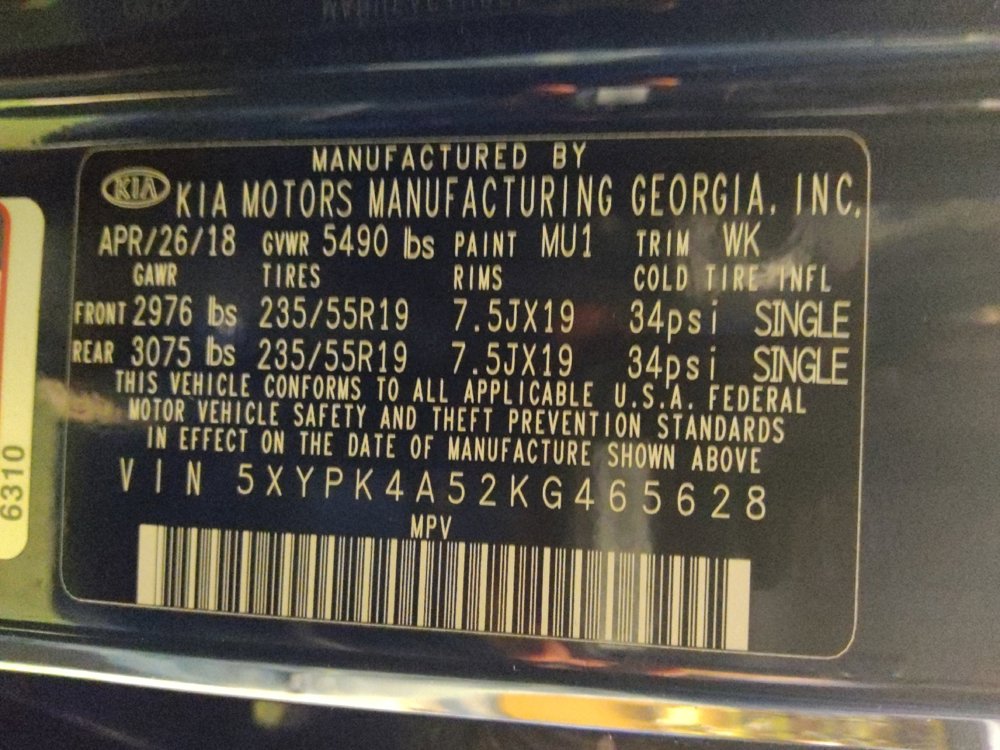 MANUFACTURED BY
KIA KIA MOTORS MANUFACTURING GEORGIA, INC.
APR/26/18 GVWR 5490 lbs PAINT MU1 TRIM WK
GAWR TIRES RIMS COLD TIRE INFL
FRONT 2976 lbs 235/55R19 7.5JX19 34psi SINGLE
REAR 3075 lbs 235/55R19 7.5JX19 34psi SINGLE
THIS VEHICLE CONFORMS TO ALL APPLICABLE U.S.A. FEDERAL
MOTOR VEHICLE SAFETY AND THEFT PREVENTION STANDARDS
IN EFFECT ON THE DATE OF MANUFACTURE SHOWN ABOVE
VIN 5XYPK4A52KG465628
MPV
6310